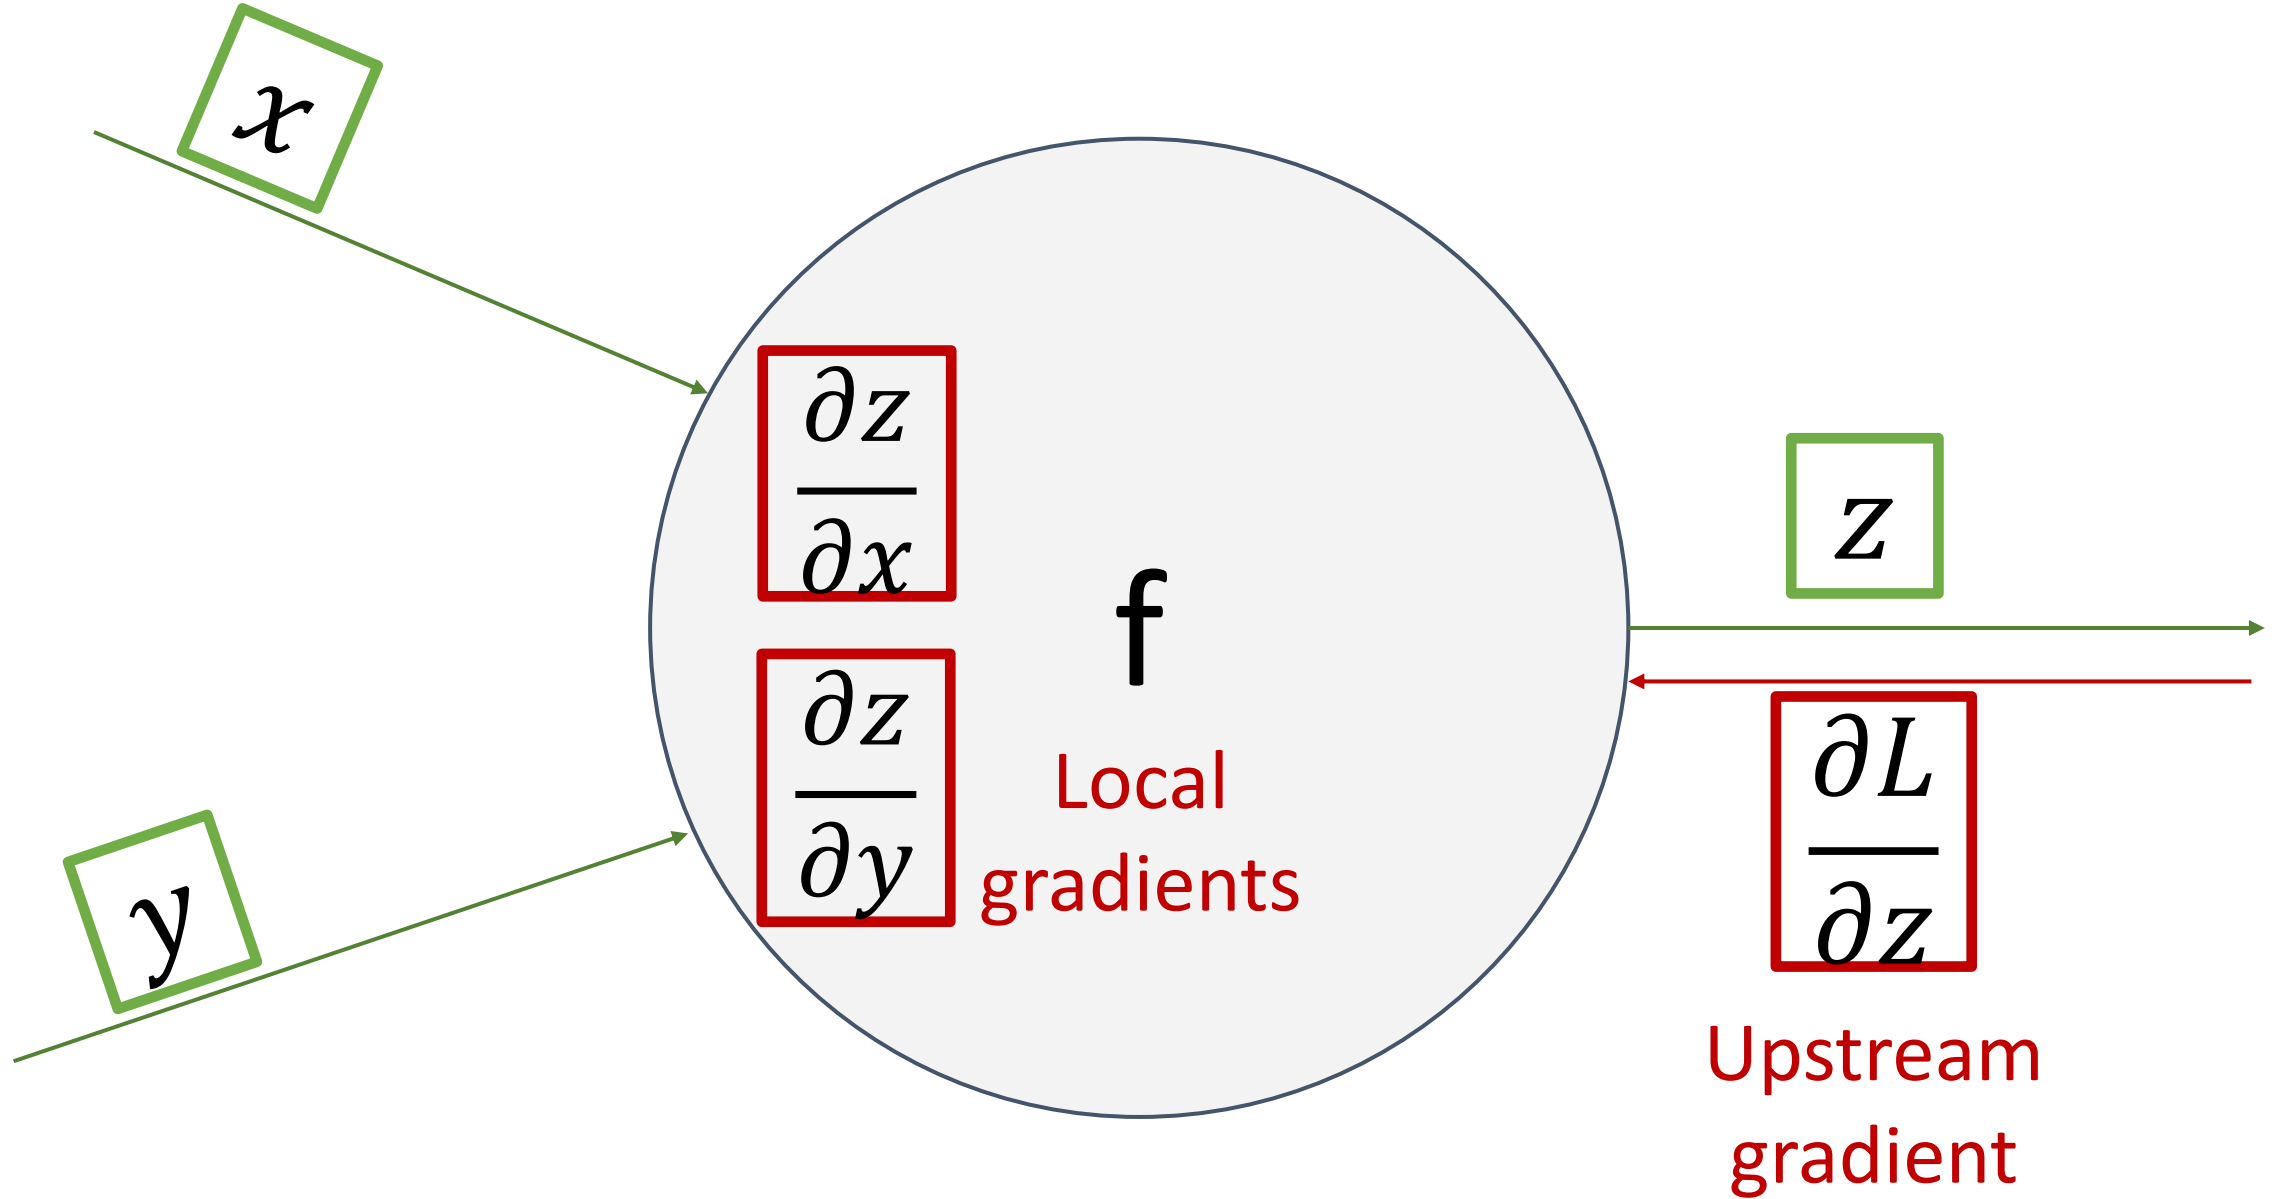 x
∂z
∂x
z
f
∂z
∂y
∂L
∂z
Local
gradients
y
Upstream
gradient